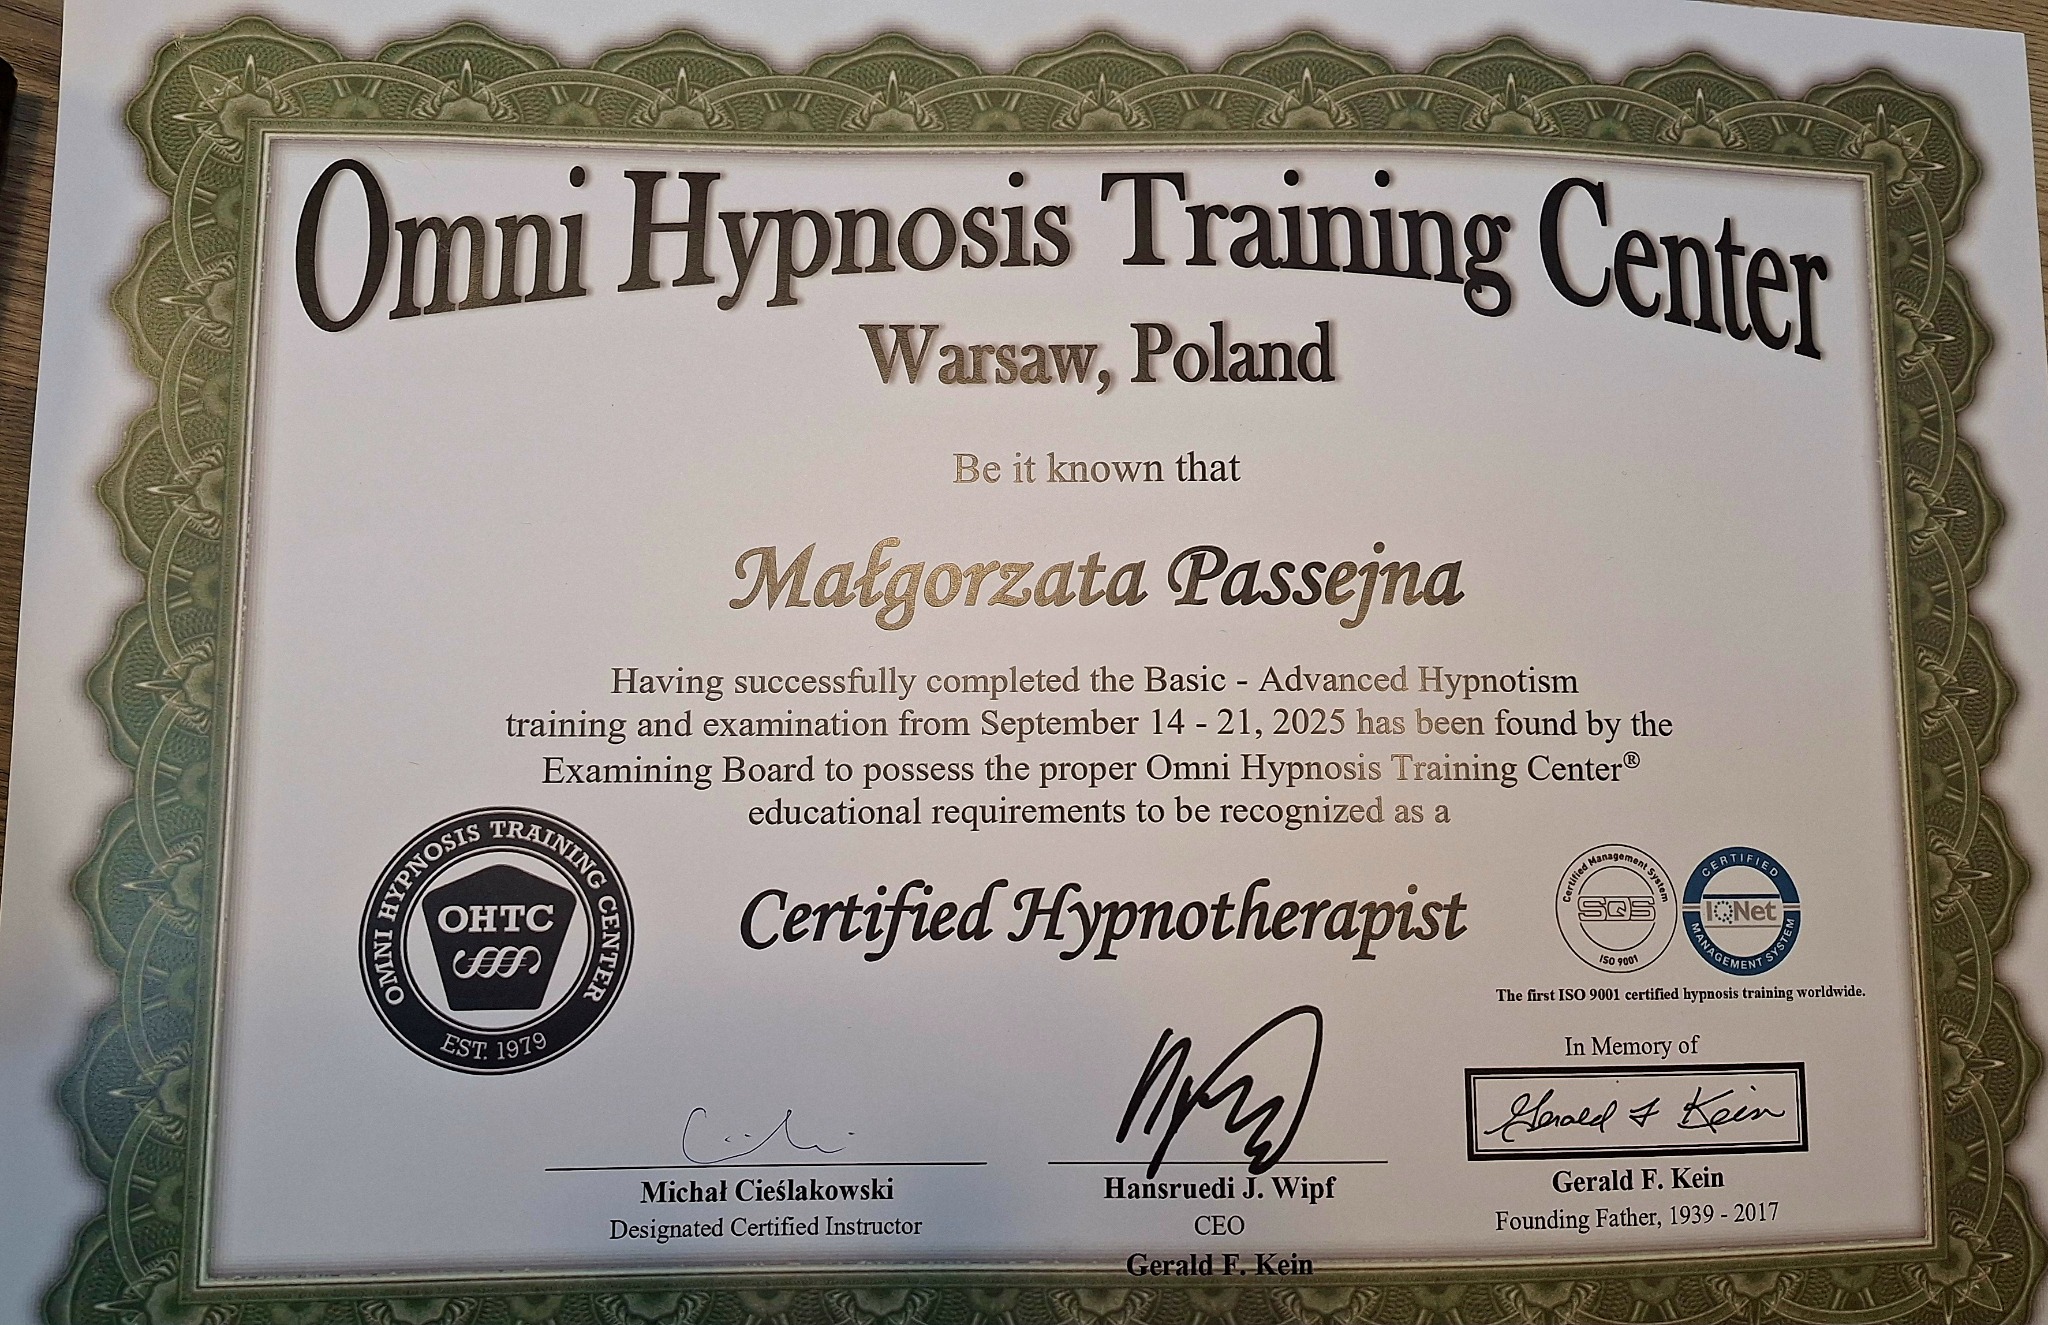 Omni Hypnosis Training Center
Warsaw, Poland
Be it known that
Małgorzata Passejna
Having successfully completed the Basic - Advanced Hypnotism
training and examination from September 14 - 21, 2025 has been found by the
Examining Board to possess the proper Omni Hypnosis Training Center®
educational requirements to be recognized as a
Certified Hypnotherapist
OMNI HYPNOSIS TRAINING CENTER
OHTC
EST. 1979
Certified Management System
SQS
ISO 9001
CERTIFIED
IQNet
MANAGEMENT SYSTEM
The first ISO 9001 certified hypnosis training worldwide.
In Memory of
Gerald F Kein
Michał Cieślakowski
Designated Certified Instructor
Hansruedi J. Wipf
CEO
Gerald F. Kein
Gerald F. Kein
Founding Father, 1939 - 2017